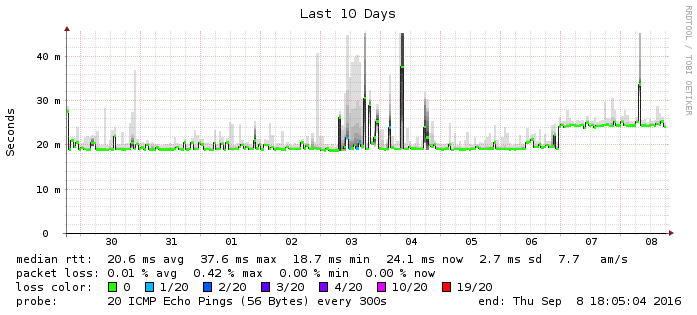 Last 10 Days
RRDTOOL / TOBI OETIKER
Seconds
40 m
30 m
20 m
10 m
0
30 31 01 02 03 04 05 06 07 08
median rtt: 20.6 ms avg 37.6 ms max 18.7 ms min 24.1 ms now 2.7 ms sd 7.7 am/s
packet loss: 0.01 % avg 0.42 % max 0.00 % min 0.00 % now
loss color: 0 1/20 2/20 3/20 4/20 10/20 19/20
probe: 20 ICMP Echo Pings (56 Bytes) every 300s end: Thu Sep 8 18:05:04 2016